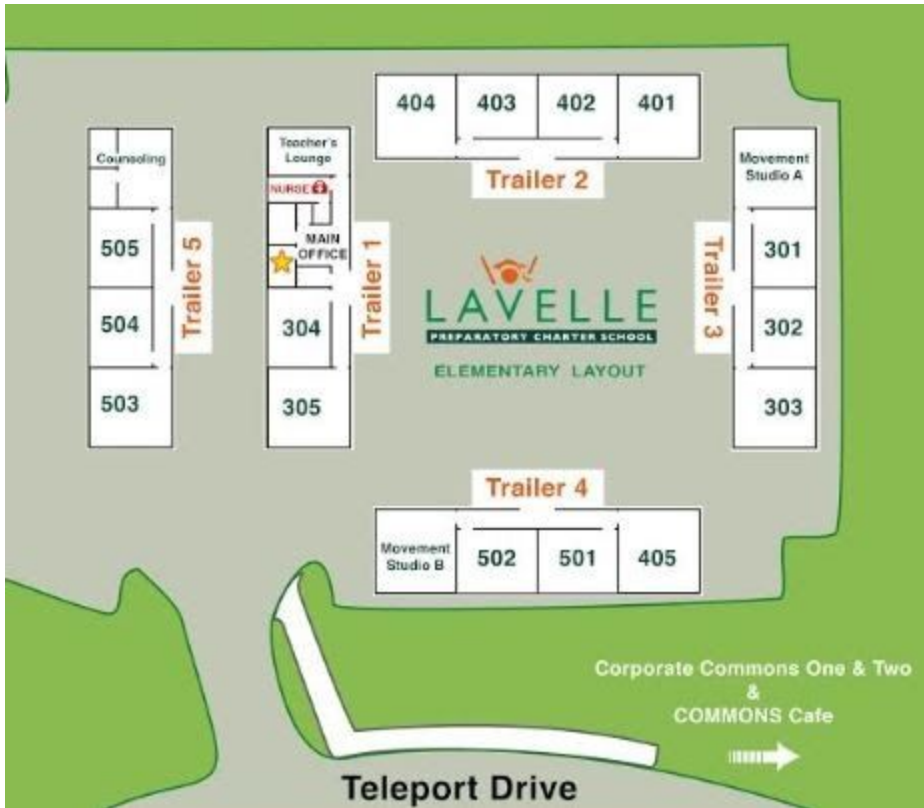 404 403 402 401
Trailer 2
Counseling
505
504
503
Trailer 5
Teacher's
Lounge
NURSE
MAIN
OFFICE
304
305
Trailer 1
LAVELLE
PREPARATORY CHARTER SCHOOL
ELEMENTARY LAYOUT
Trailer 3
Movement
Studio A
301
302
303
Trailer 4
Movement
Studio B
502 501 405
Corporate Commons One & Two
&
COMMONS Cafe
Teleport Drive